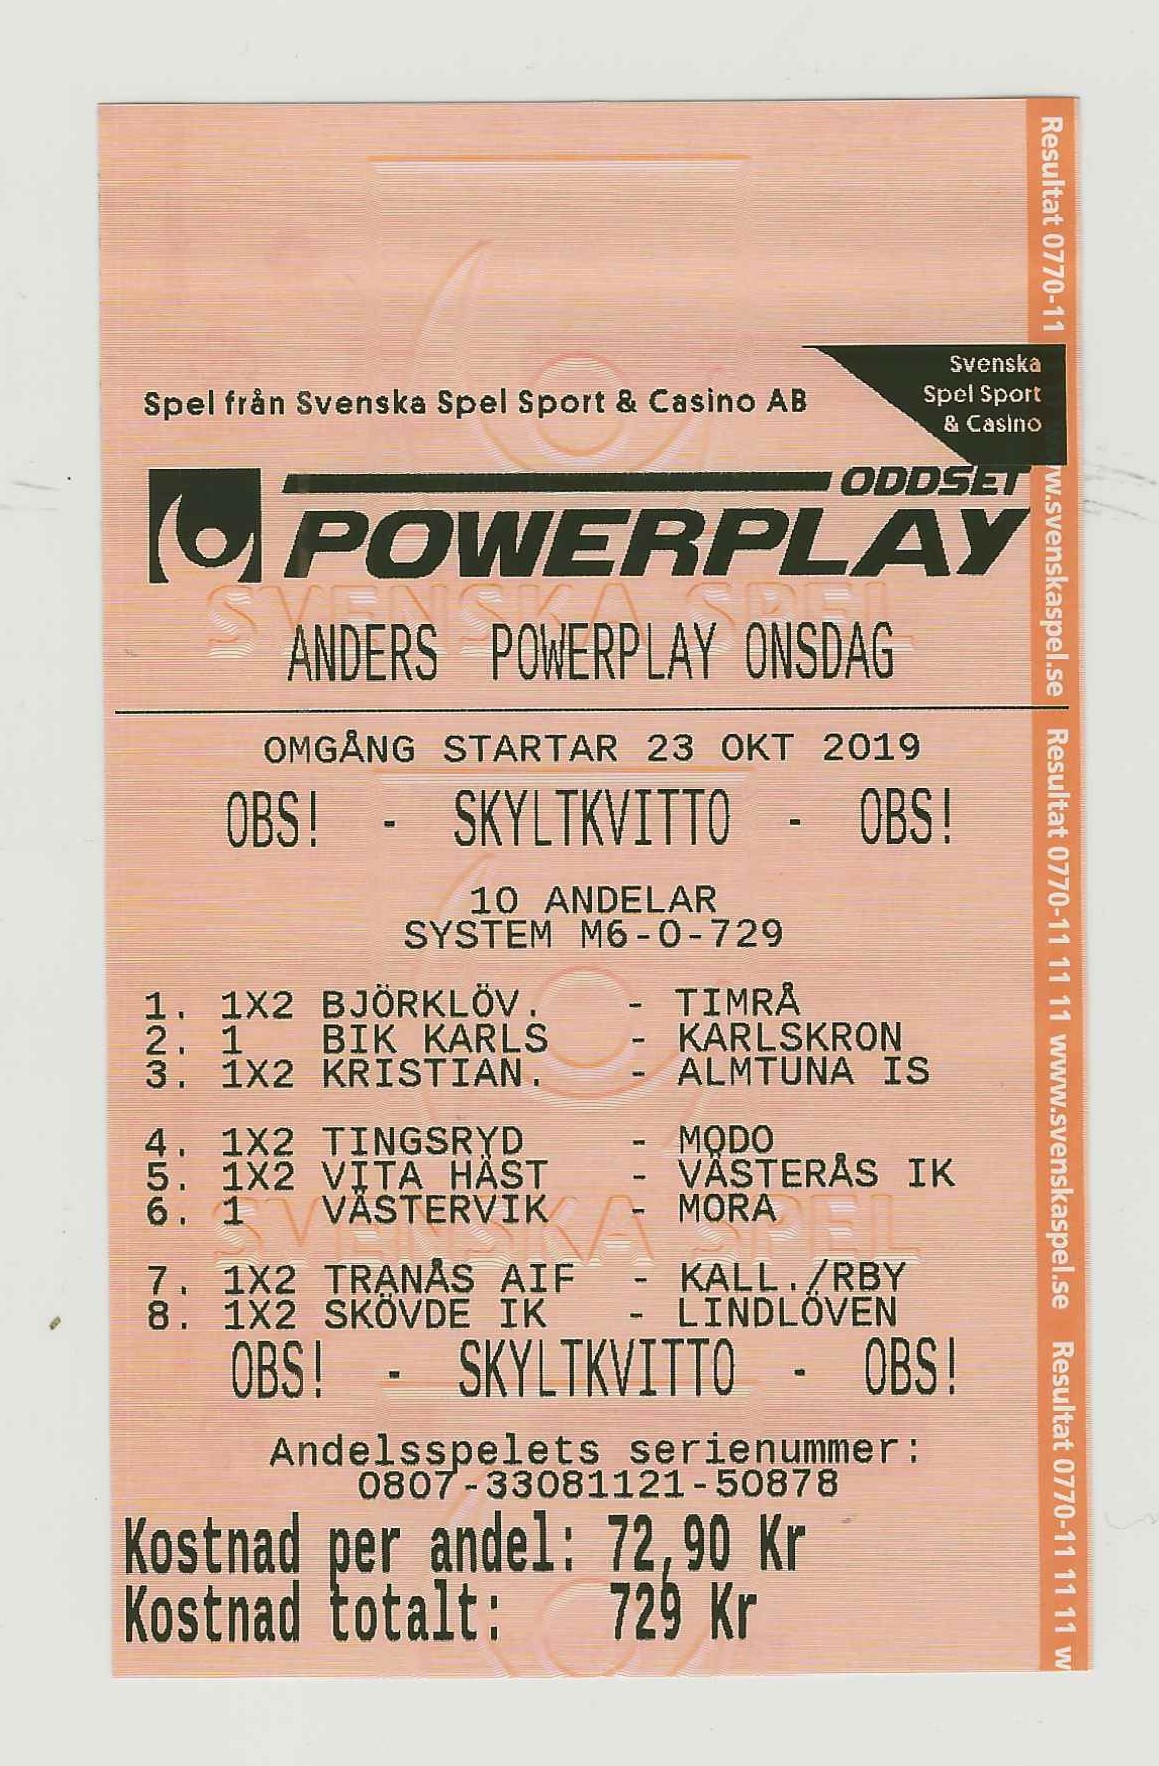 Svenska
Spel Sport
& Casino
Spel från Svenska Spel Sport & Casino AB
ODDSET
POWERPLAY
SVENSKA SPEL
ANDERS POWERPLAY ONSDAG
OMGÅNG STARTAR 23 OKT 2019
OBS! - SKYLTKVITTO - OBS!
10 ANDELAR
SYSTEM M6-0-729
1. 1X2 BJÖRKLÖV. - TIMRÅ
2. 1 BIK KARLS - KARLSKRON
3. 1X2 KRISTIAN. - ALMTUNA IS
4. 1X2 TINGSRYD - MODO
5. 1X2 VITA HÄST - VÄSTERÅS IK
6. 1 VÄSTERVIK - MORA
SVENSKA SPEL
7. 1X2 TRANÅS AIF - KALL./RBY
8. 1X2 SKÖVDE IK - LINDLÖVEN
OBS! - SKYLTKVITTO - OBS!
Andelsspelets serienummer:
0807-33081121-50878
Kostnad per andel: 72,90 Kr
Kostnad totalt: 729 Kr
Resultat 0770-11 w.svenskaspel.se Resultat 0770-11 11 11 www.svenskaspel.se Resultat 0770-11 11 11 w